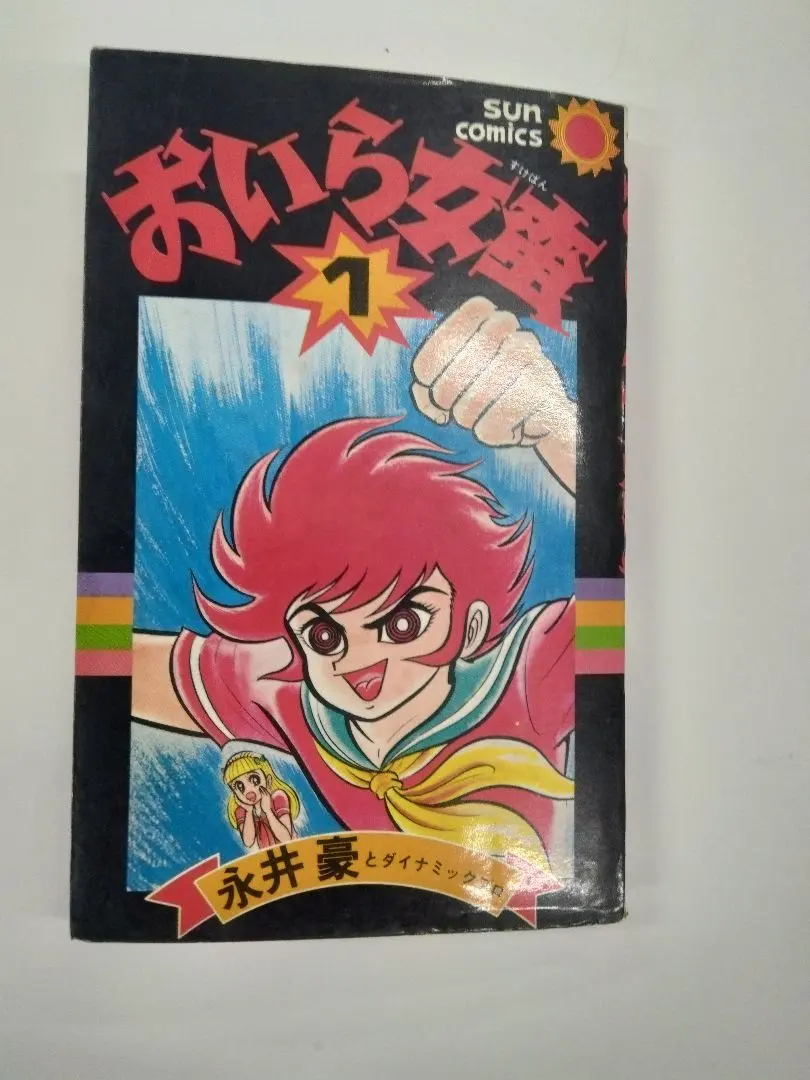 sun
comics
すけばん
おいら女蛮
1
永井豪とダイナミックプロ